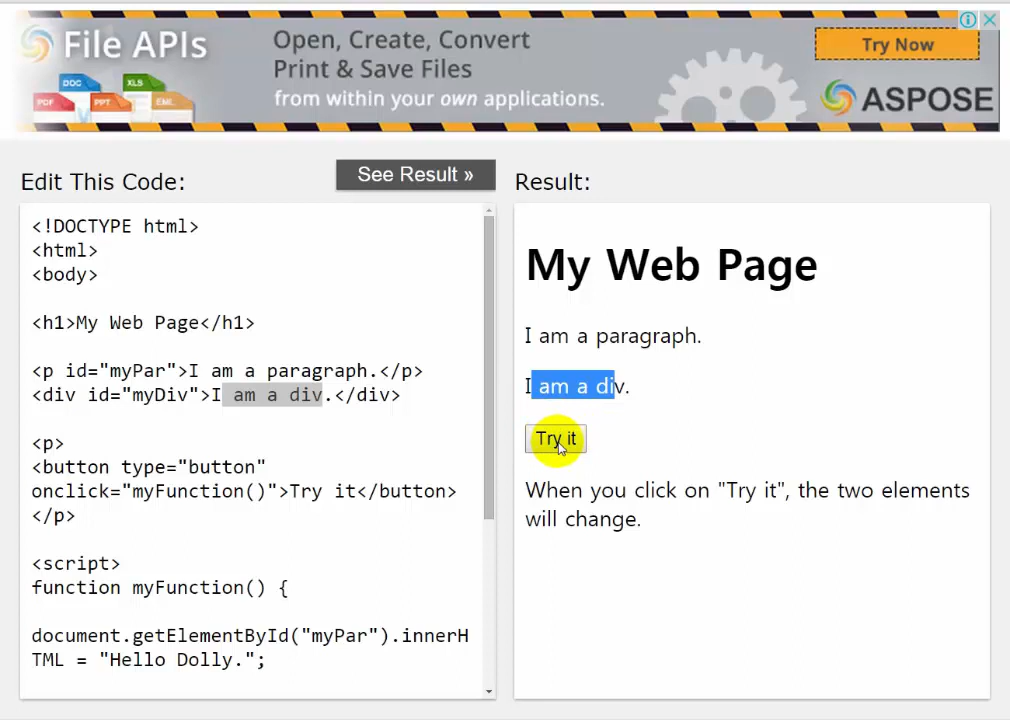 File APIs
DOC
XLS
PDF
PPT
EML
Open, Create, Convert
Print & Save Files
from within your own applications.
Try Now
ASPOSE
Edit This Code:
See Result »
<!DOCTYPE html>
<html>
<body>
<h1>My Web Page</h1>
<p id="myPar">I am a paragraph.</p>
<div id="myDiv">I am a div.</div>
<p>
<button type="button"
onclick="myFunction()">Try it</button>
</p>
<script>
function myFunction() {
document.getElementById("myPar").innerH
TML = "Hello Dolly.";
Result:
My Web Page
I am a paragraph.
I am a div.
Try it
When you click on "Try it", the two elements
will change.